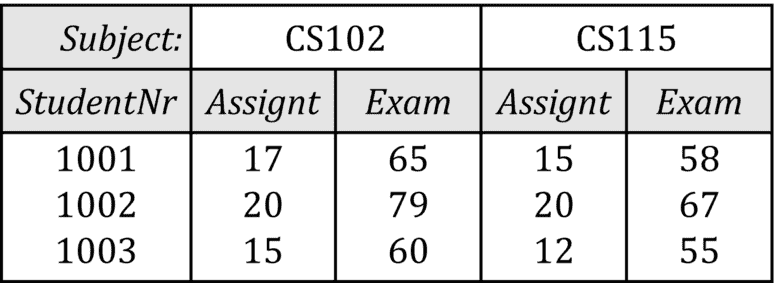 Subject: CS102 CS115
StudentNr Assignt Exam Assignt Exam
1001 17 65 15 58
1002 20 79 20 67
1003 15 60 12 55